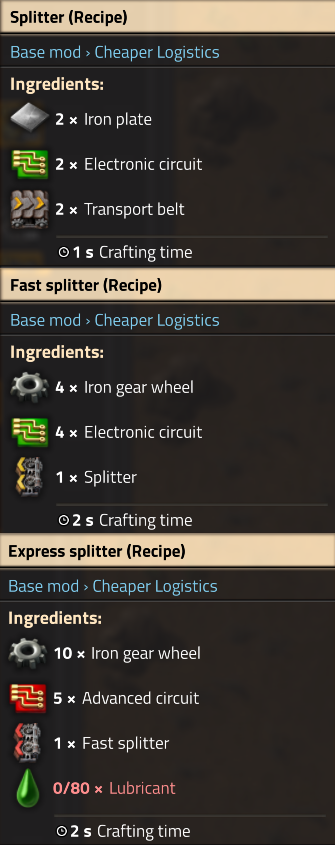 Splitter (Recipe)
Base mod › Cheaper Logistics
Ingredients:
2 × Iron plate
2 × Electronic circuit
2 × Transport belt
1 s Crafting time
Fast splitter (Recipe)
Base mod › Cheaper Logistics
Ingredients:
4 × Iron gear wheel
4 × Electronic circuit
1 × Splitter
2 s Crafting time
Express splitter (Recipe)
Base mod › Cheaper Logistics
Ingredients:
10 × Iron gear wheel
5 × Advanced circuit
1 × Fast splitter
0/80 × Lubricant
2 s Crafting time